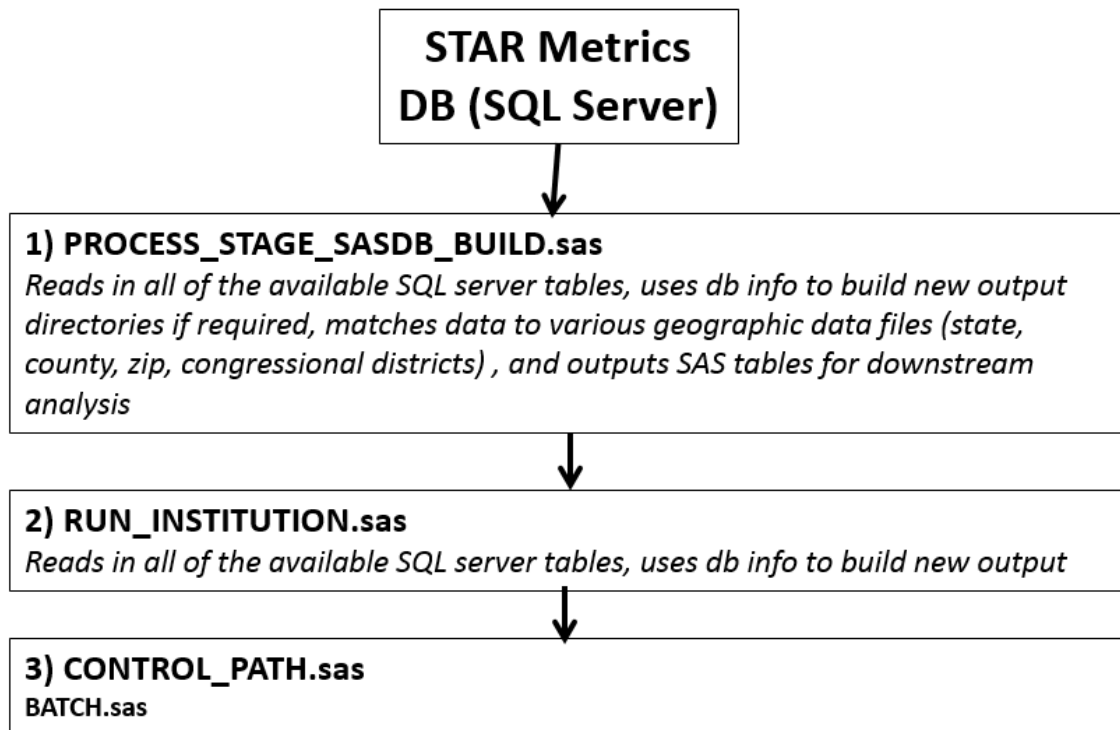 STAR Metrics
DB (SQL Server)
1) PROCESS_STAGE_SASDB_BUILD.sas
Reads in all of the available SQL server tables, uses db info to build new output
directories if required, matches data to various geographic data files (state,
county, zip, congressional districts) , and outputs SAS tables for downstream
analysis
2) RUN_INSTITUTION.sas
Reads in all of the available SQL server tables, uses db info to build new output
3) CONTROL_PATH.sas
BATCH.sas